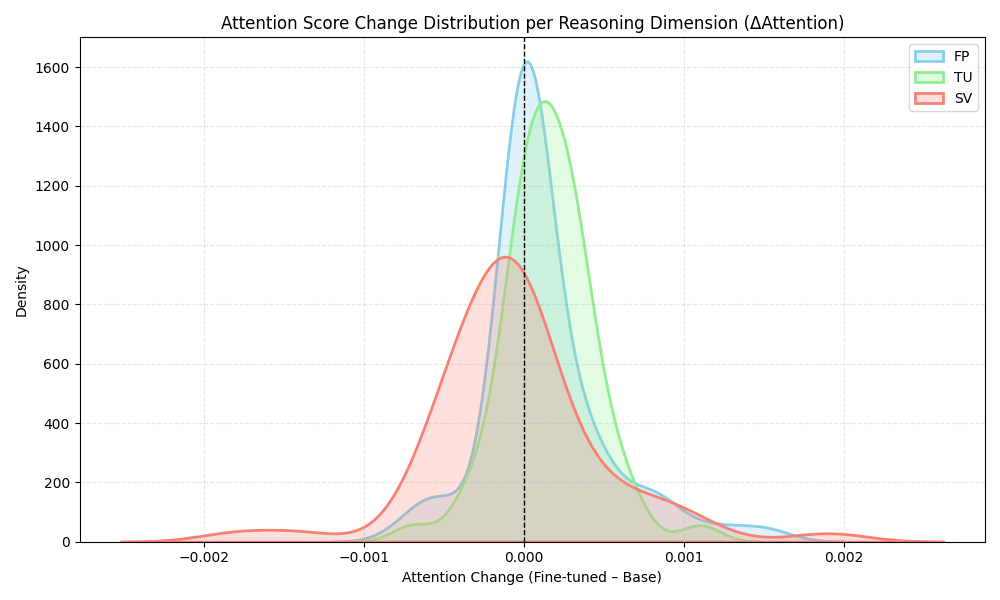 Attention Score Change Distribution per Reasoning Dimension (ΔAttention)
FP
TU
SV
1600
1400
1200
1000
800
600
400
200
0
Density
−0.002
−0.001
0.000
0.001
0.002
Attention Change (Fine-tuned – Base)